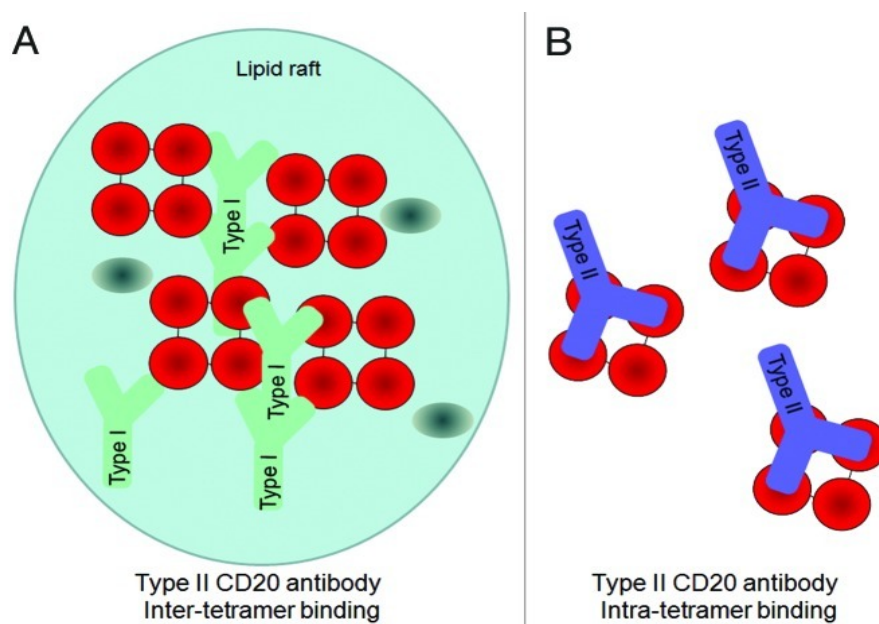 A
Lipid raft
Type I
Type I
Type I
Type I
Type II CD20 antibody
Inter-tetramer binding
B
Type II
Type II
Type II
Type II CD20 antibody
Intra-tetramer binding